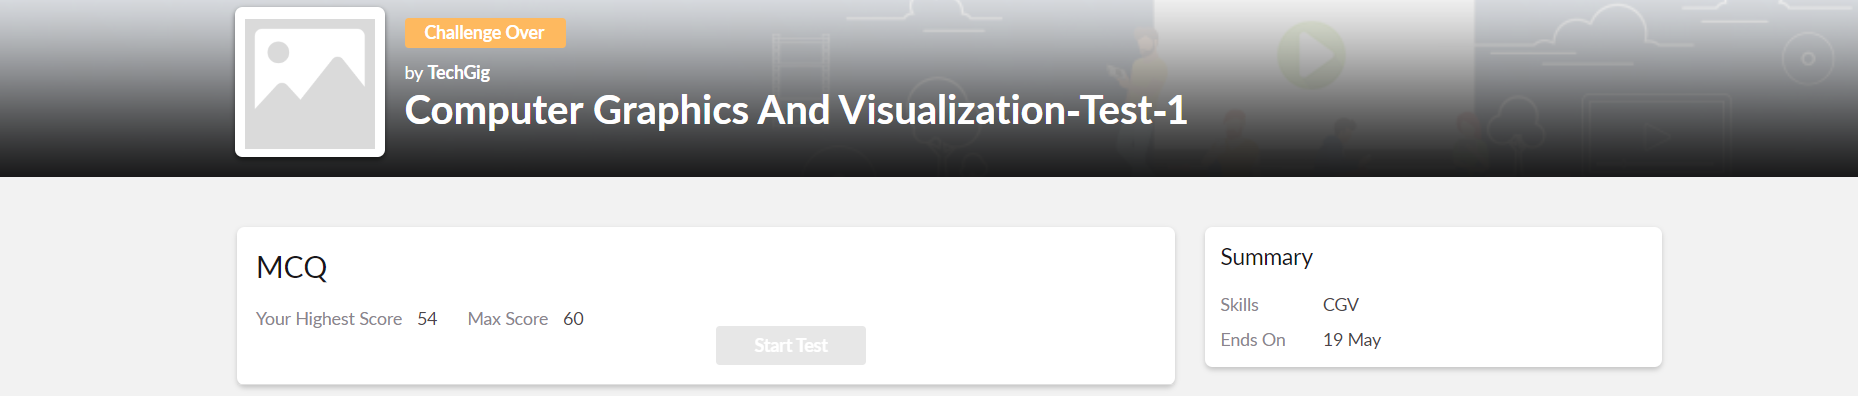 Challenge Over
by TechGig
Computer Graphics And Visualization-Test-1
MCQ
Your Highest Score 54 Max Score 60
Start Test
Summary
Skills CGV
Ends On 19 May